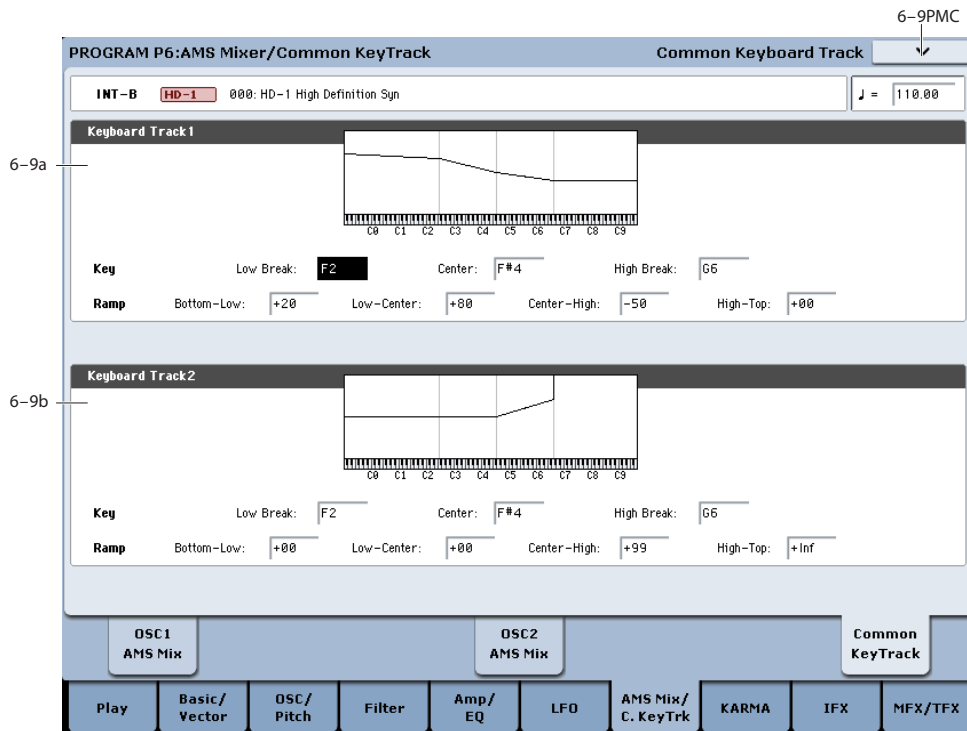 6–9PMC
PROGRAM P6:AMS Mixer/Common KeyTrack Common Keyboard Track
INT-B HD-1 000: HD-1 High Definition Syn ♩ = 110.00
Keyboard Track1
6–9a
C0 C1 C2 C3 C4 C5 C6 C7 C8 C9
Key Low Break: F2 Center: F#4 High Break: G6
Ramp Bottom-Low: +20 Low-Center: +80 Center-High: -50 High-Top: +00
Keyboard Track2
6–9b
C0 C1 C2 C3 C4 C5 C6 C7 C8 C9
Key Low Break: F2 Center: F#4 High Break: G6
Ramp Bottom-Low: +00 Low-Center: +00 Center-High: +99 High-Top: +Inf
OSC1 AMS Mix
OSC2 AMS Mix
Common KeyTrack
Play
Basic/ Vector
OSC/ Pitch
Filter
Amp/ EQ
LFO
AMS Mix/ C. KeyTrk
KARMA
IFX
MFX/TFX